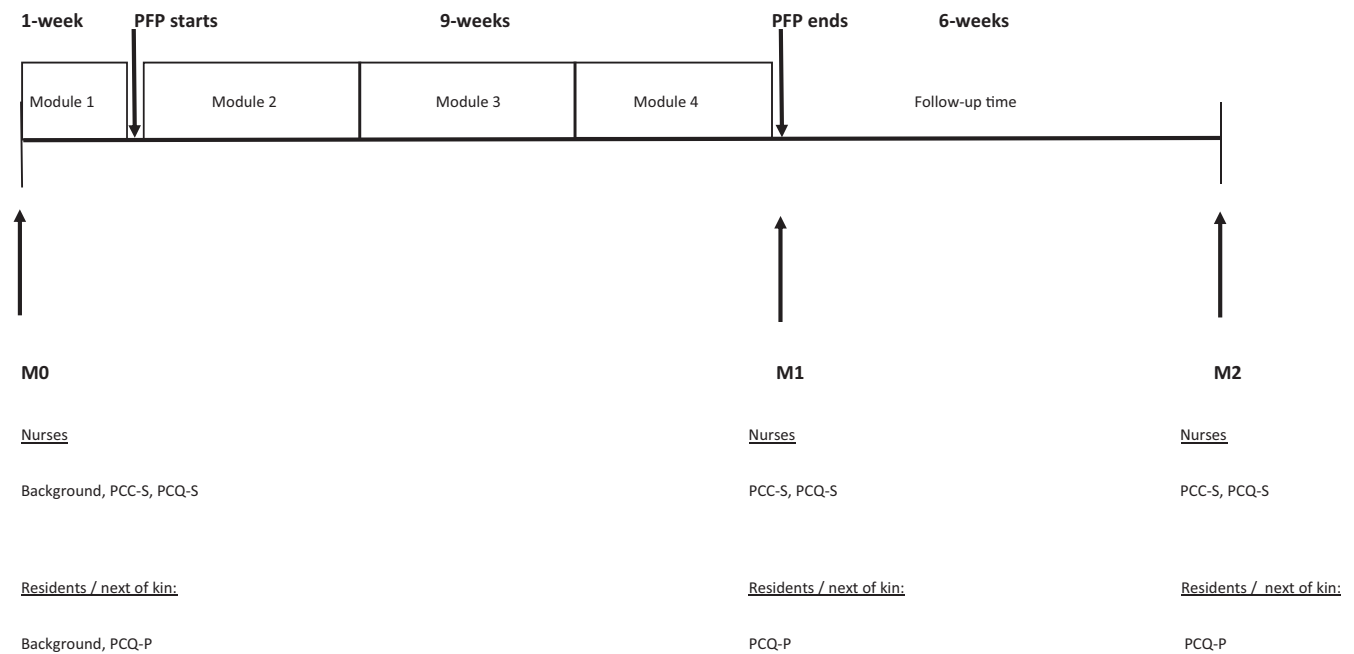 1-week PFP starts 9-weeks PFP ends 6-weeks
Module 1 Module 2 Module 3 Module 4 Follow-up time
M0 M1 M2
Nurses Nurses Nurses
Background, PCC-S, PCQ-S PCC-S, PCQ-S PCC-S, PCQ-S
Residents / next of kin: Residents / next of kin: Residents / next of kin:
Background, PCQ-P PCQ-P PCQ-P